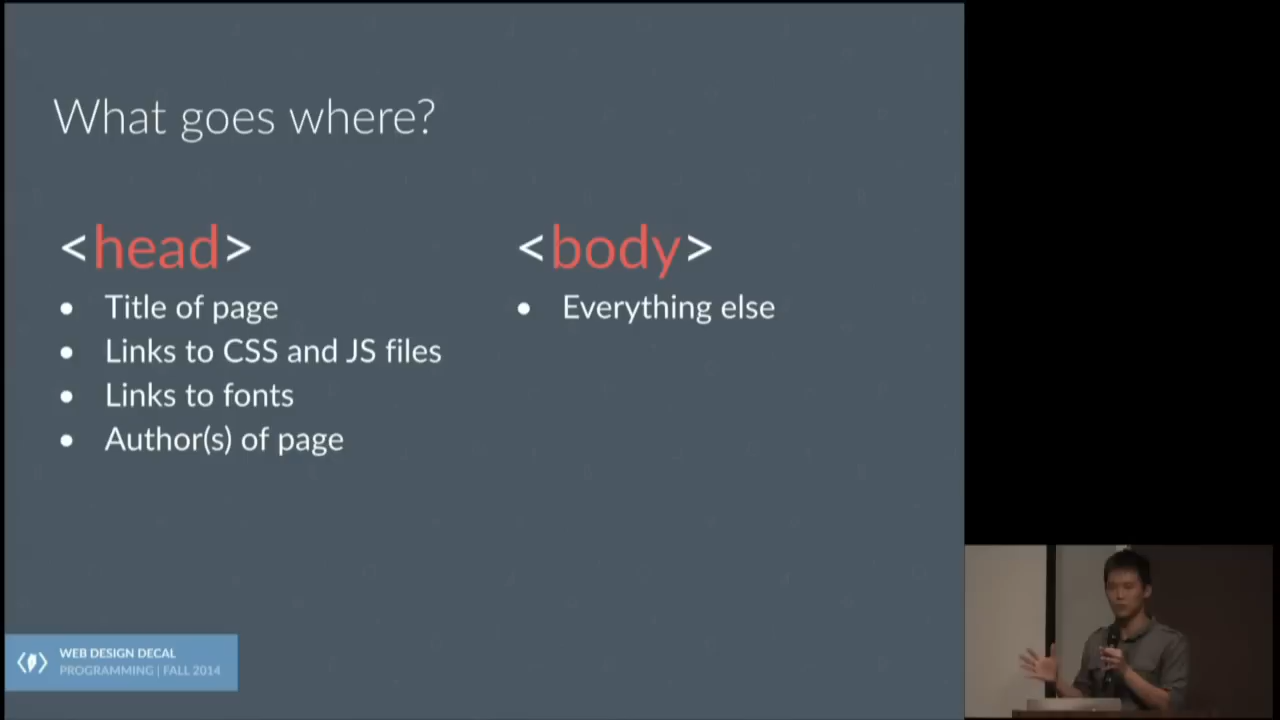 What goes where?
<head>
• Title of page
• Links to CSS and JS files
• Links to fonts
• Author(s) of page
<body>
• Everything else
WEB DESIGN DECAL
PROGRAMMING | FALL 2014